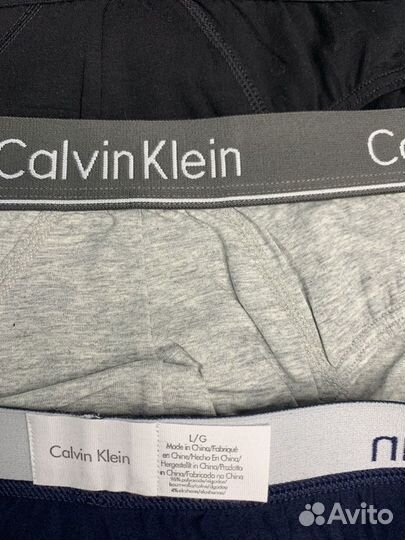 CalvinKlein
Ca
Calvin Klein
L/G
Made in China/Fabriqué
en Chine/Hecho En China/
Hergestellt in China/Prodotto
in China/Fabricado na China
Avito